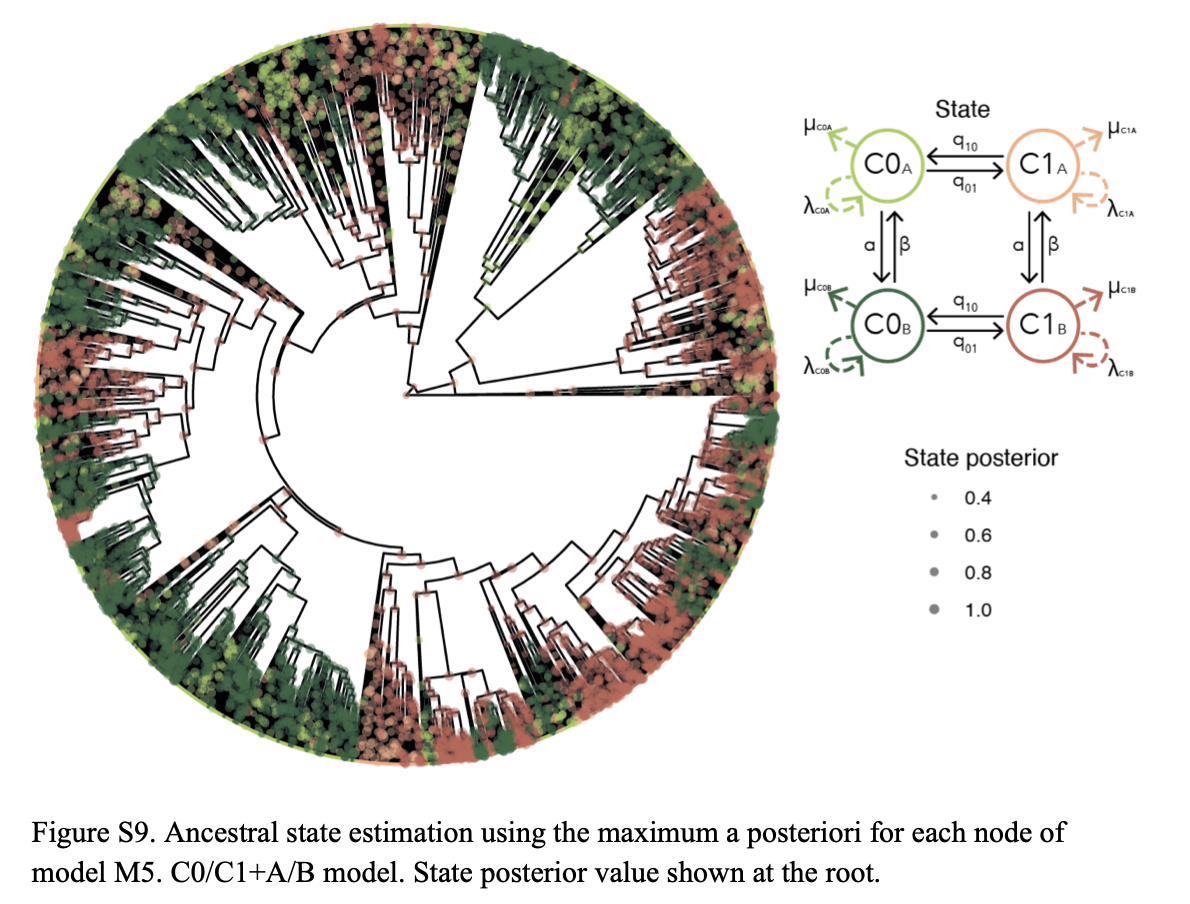 State
μC0A
q10
μC1A
C0A
C1A
q01
λC0A
λC1A
α
β
α
β
μC0B
q10
μC1B
C0B
C1B
q01
λC0B
λC1B
State posterior
0.4
0.6
0.8
1.0
Figure S9. Ancestral state estimation using the maximum a posteriori for each node of
model M5. C0/C1+A/B model. State posterior value shown at the root.